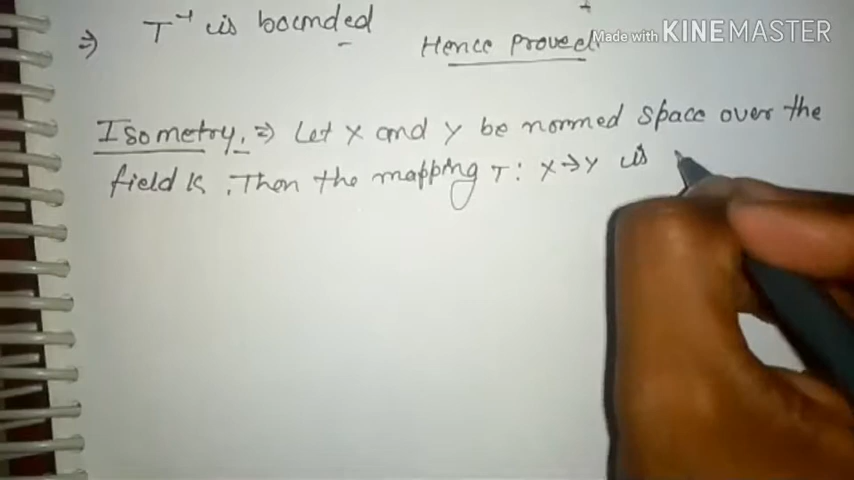 ⇒ T⁻¹ is bounded
Hence proved
Made with KINEMASTER
Isometry. ⇒ Let X and Y be normed space over the
field K. Then the mapping T: X→Y is